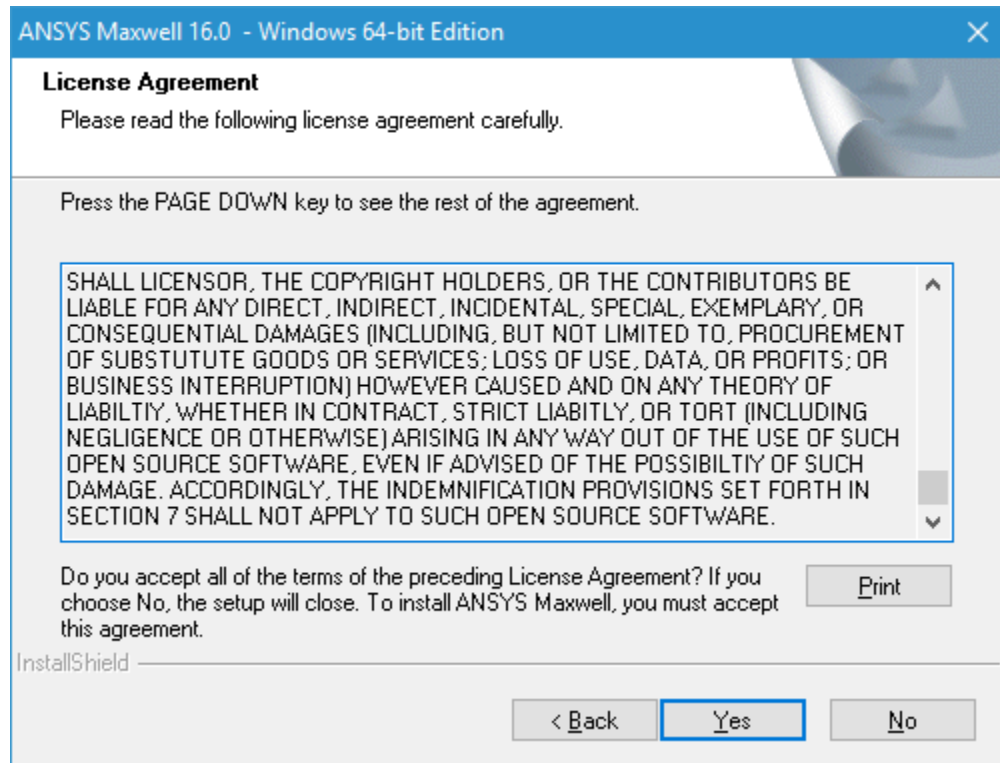 ANSYS Maxwell 16.0 - Windows 64-bit Edition
License Agreement
Please read the following license agreement carefully.
Press the PAGE DOWN key to see the rest of the agreement.
SHALL LICENSOR, THE COPYRIGHT HOLDERS, OR THE CONTRIBUTORS BE
LIABLE FOR ANY DIRECT, INDIRECT, INCIDENTAL, SPECIAL, EXEMPLARY, OR
CONSEQUENTIAL DAMAGES (INCLUDING, BUT NOT LIMITED TO, PROCUREMENT
OF SUBSTUTUTE GOODS OR SERVICES; LOSS OF USE, DATA, OR PROFITS; OR
BUSINESS INTERRUPTION) HOWEVER CAUSED AND ON ANY THEORY OF
LIABILTIY, WHETHER IN CONTRACT, STRICT LIABITLY, OR TORT (INCLUDING
NEGLIGENCE OR OTHERWISE) ARISING IN ANY WAY OUT OF THE USE OF SUCH
OPEN SOURCE SOFTWARE, EVEN IF ADVISED OF THE POSSIBILTIY OF SUCH
DAMAGE. ACCORDINGLY, THE INDEMNIFICATION PROVISIONS SET FORTH IN
SECTION 7 SHALL NOT APPLY TO SUCH OPEN SOURCE SOFTWARE.
Do you accept all of the terms of the preceding License Agreement? If you
choose No, the setup will close. To install ANSYS Maxwell, you must accept
this agreement.
Print
InstallShield
< Back
Yes
No